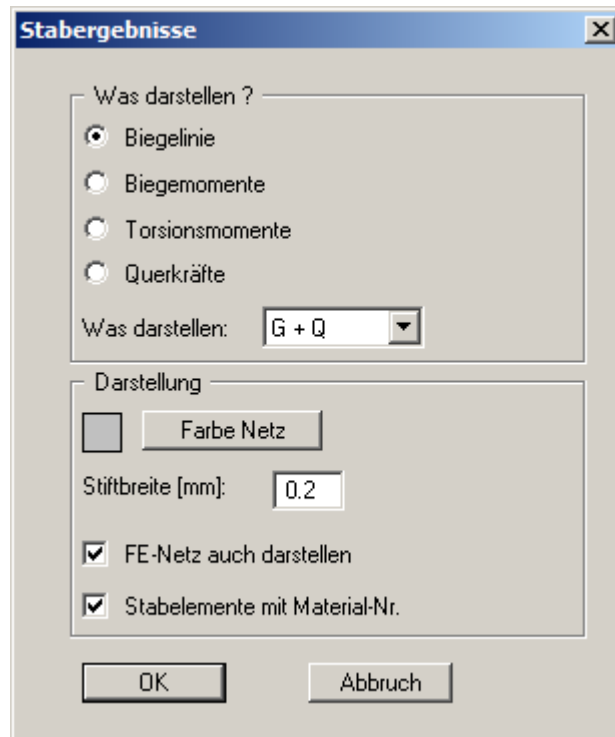 Stabergebnisse
Was darstellen ?
Biegelinie
Biegemomente
Torsionsmomente
Querkräfte
Was darstellen: G + Q
Darstellung
Farbe Netz
Stiftbreite [mm]: 0.2
FE-Netz auch darstellen
Stabelemente mit Material-Nr.
OK Abbruch